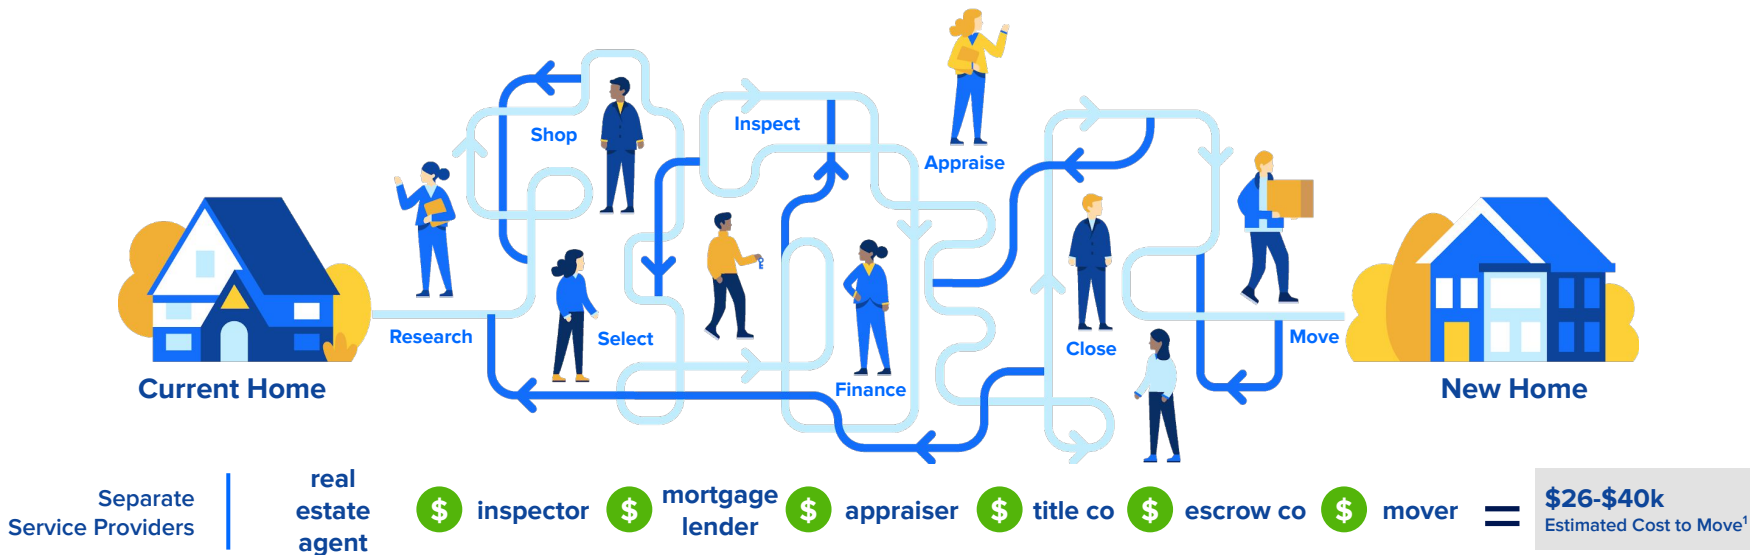 Shop
Inspect
Appraise
Research
Select
Finance
Close
Move
Current Home
New Home
Separate
Service Providers
real
estate
agent
$
inspector
$
mortgage
lender
$
appraiser
$
title co
$
escrow co
$
mover
=
$26-$40k
Estimated Cost to Move¹